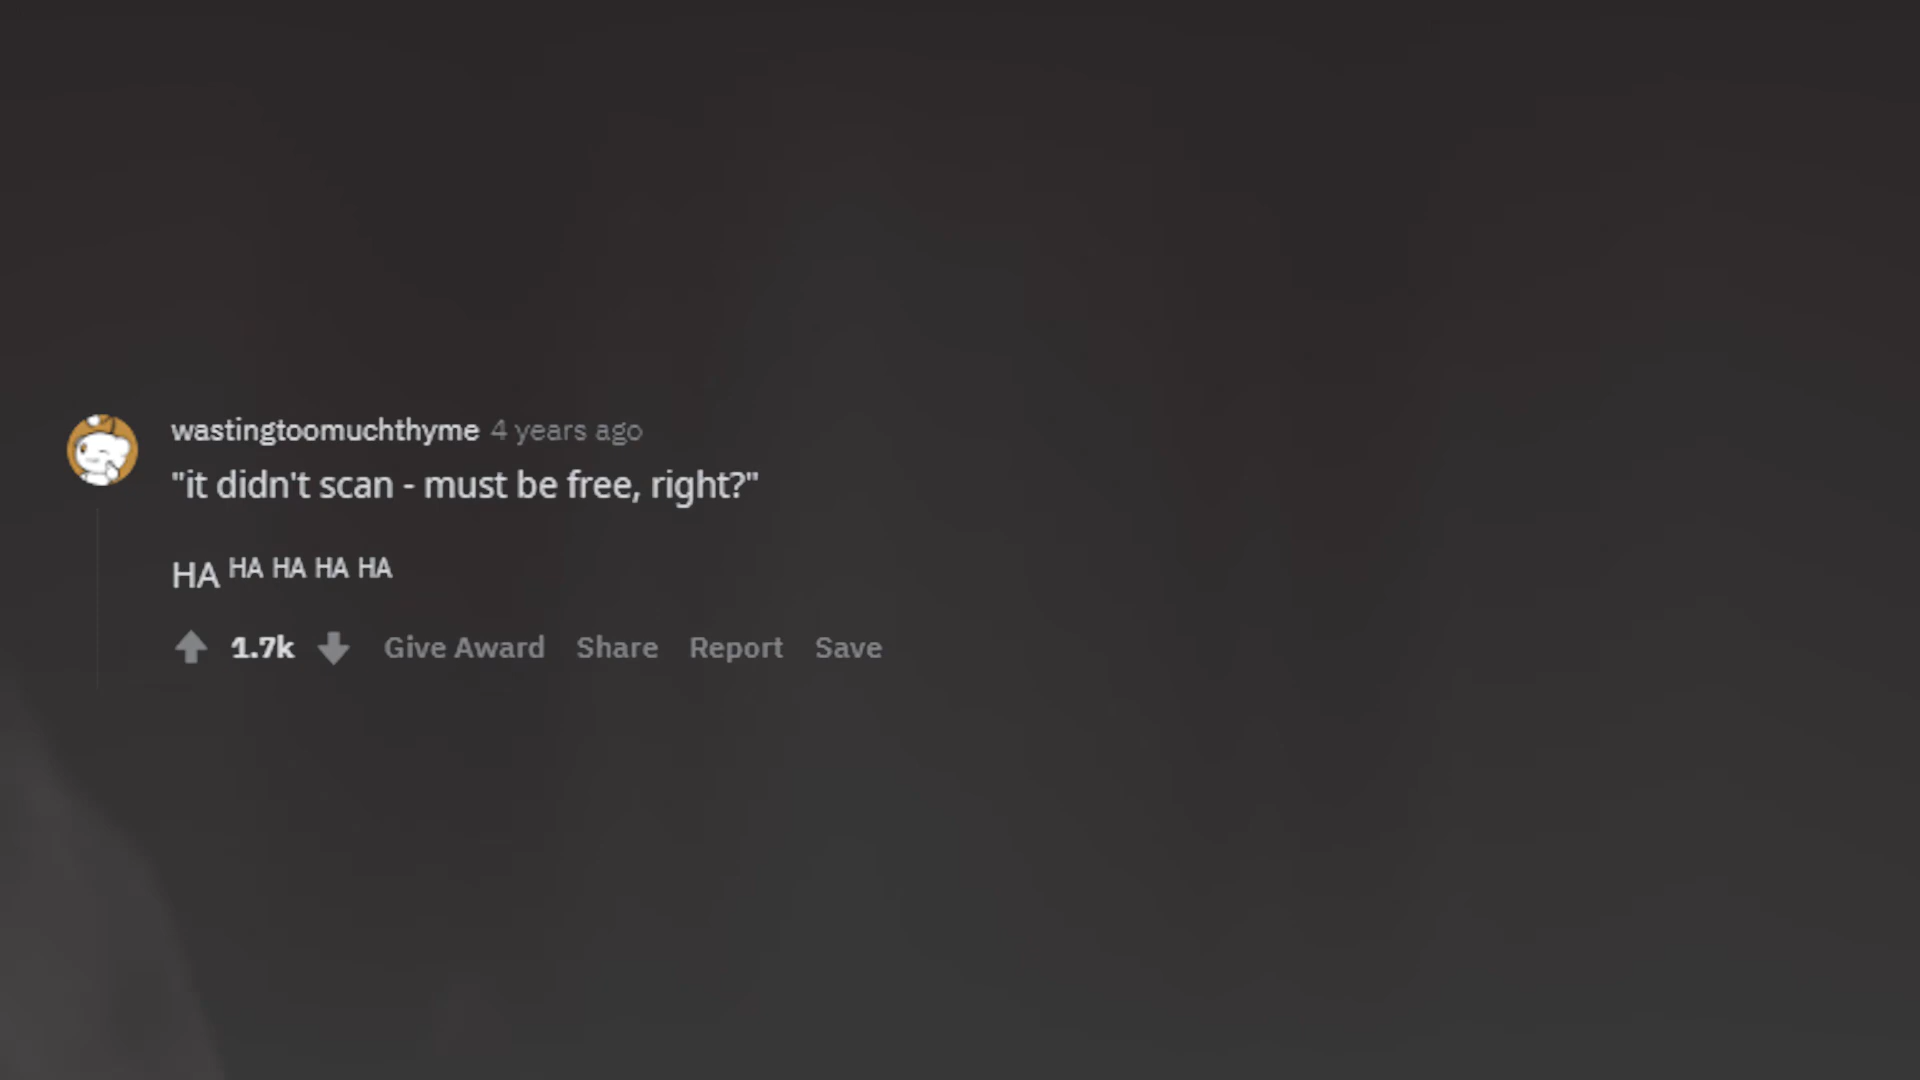 wastingtoomuchthyme 4 years ago
"it didn't scan - must be free, right?"
HA HA HA HA HA
1.7k Give Award Share Report Save